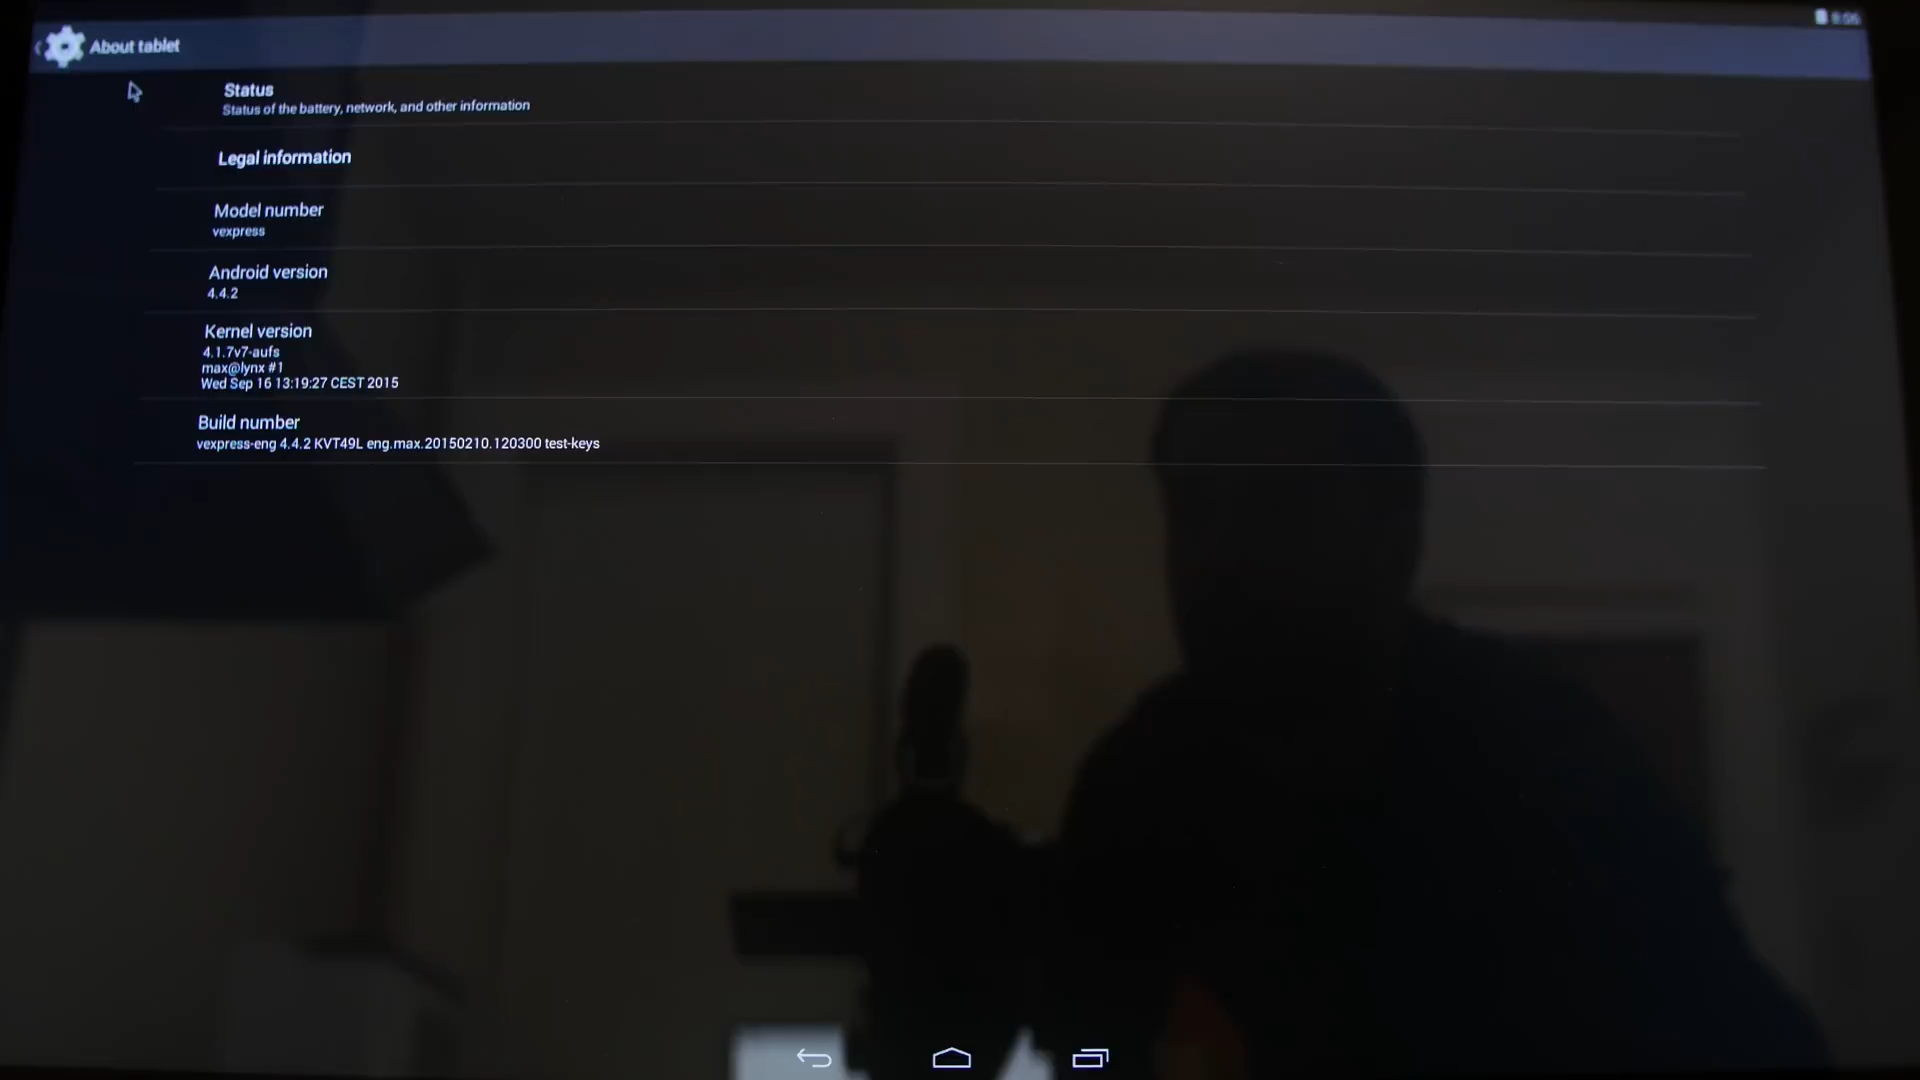 About tablet
Status
Status of the battery, network, and other information
Legal information
Model number
vexpress
Android version
4.4.2
Kernel version
4.1.7v7-aufs
max@lynx #1
Wed Sep 16 13:19:27 CEST 2015
Build number
vexpress-eng 4.4.2 KVT49L eng.max.20150210.120300 test-keys